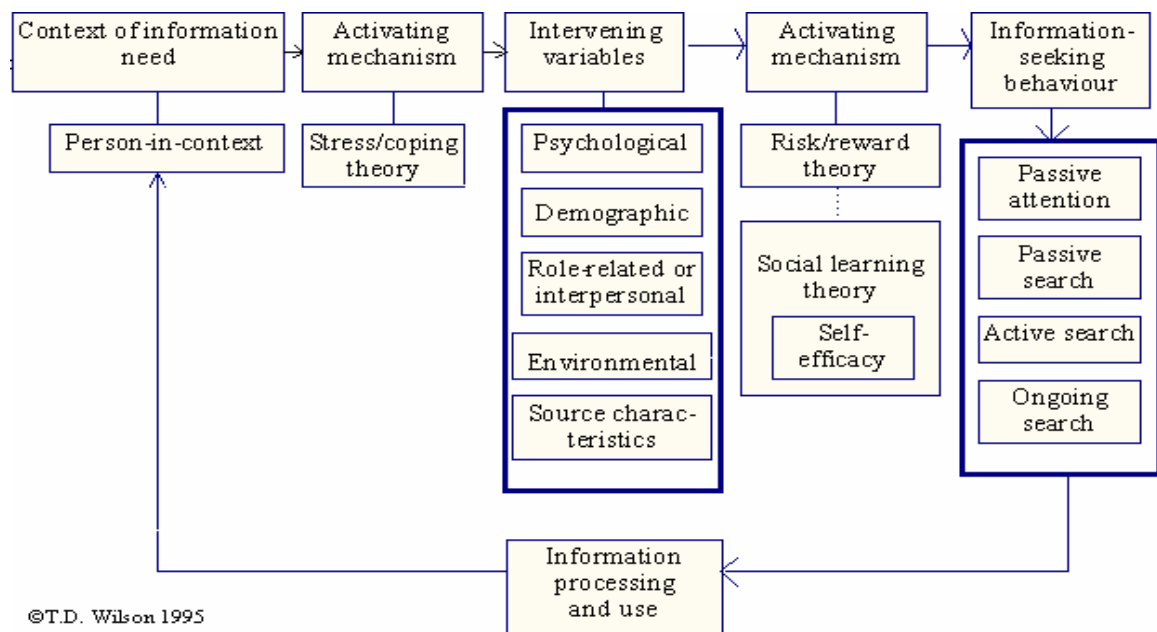 Context of information
need
Activating
mechanism
Intervening
variables
Activating
mechanism
Information-
seeking
behaviour
Person-in-context
Stress/coping
theory
Psychological
Demographic
Role-related or
interpersonal
Environmental
Source charac-
teristics
Risk/reward
theory
Social learning
theory
Self-
efficacy
Passive
attention
Passive
search
Active search
Ongoing
search
Information
processing
and use
©T.D. Wilson 1995